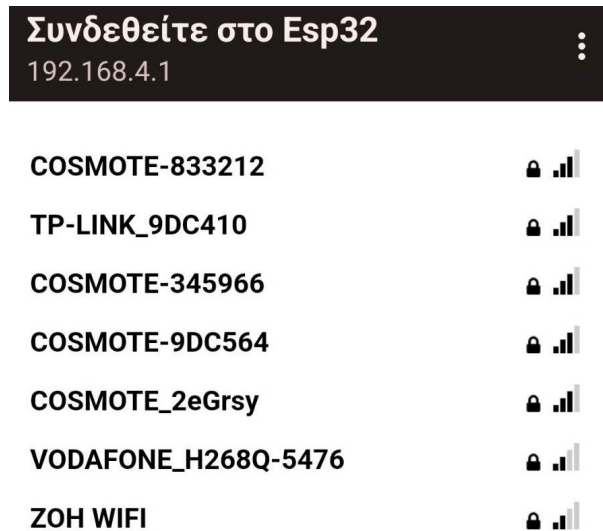 Συνδεθείτε στο Esp32
192.168.4.1
COSMOTE-833212
TP-LINK_9DC410
COSMOTE-345966
COSMOTE-9DC564
COSMOTE_2eGrsy
VODAFONE_H268Q-5476
ZOH WIFI